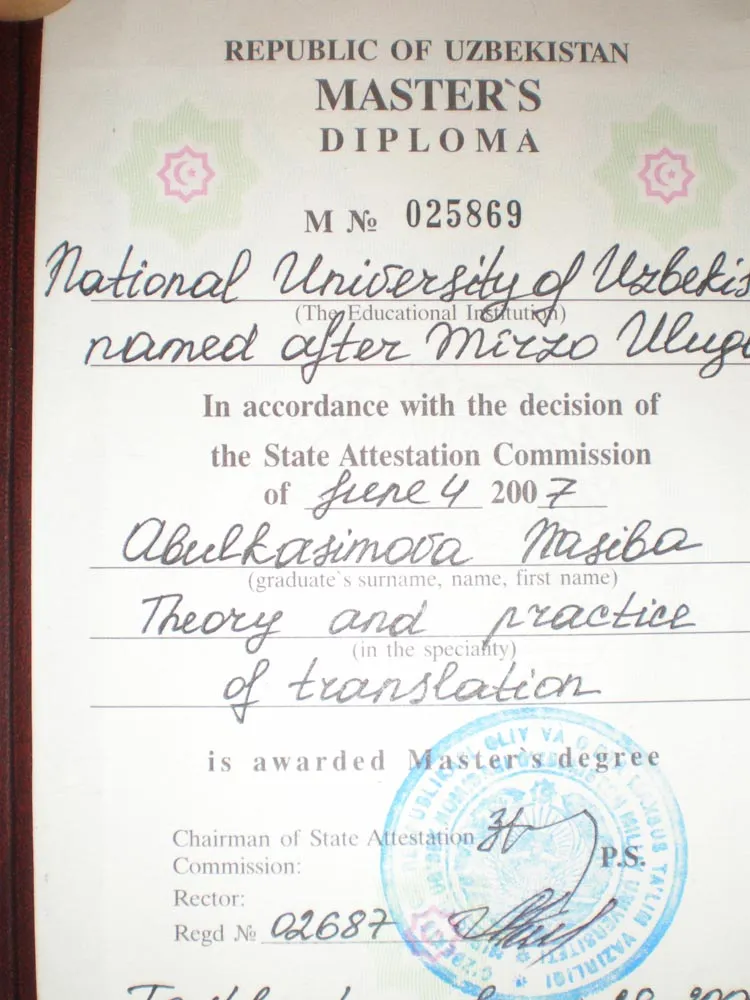 REPUBLIC OF UZBEKISTAN
MASTER`S
DIPLOMA
M № 025869
National University of Uzbekis
(The Educational Institution)
named after Mirzo Ulug
In accordance with the decision of
the State Attestation Commission
of June 4 2007
Abulkasimova Nasiba
(graduate`s surname, name, first name)
Theory and practice
(in the speciality)
of translation
is awarded Master`s degree
Chairman of State Attestation
Commission:
P.S.
Rector:
Regd № 02687